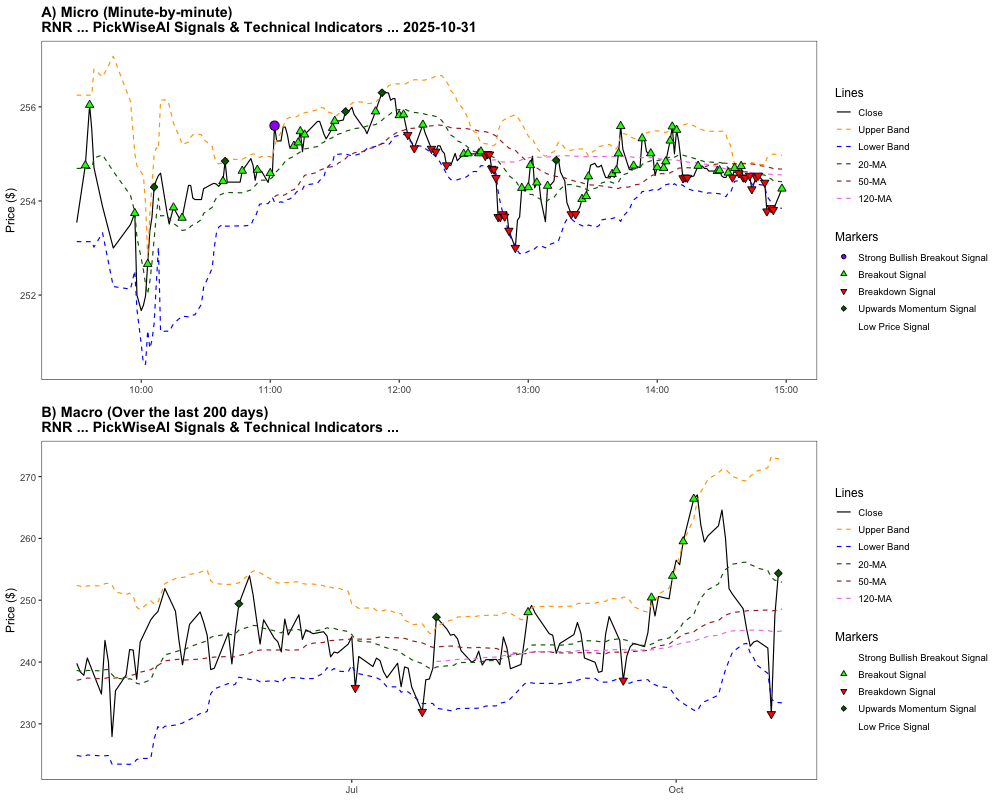 A) Micro (Minute-by-minute)
RNR ... PickWiseAI Signals & Technical Indicators ... 2025-10-31
Price ($)
256
254
252
10:00
11:00
12:00
13:00
14:00
15:00
Lines
Close
Upper Band
Lower Band
20-MA
50-MA
120-MA
Markers
Strong Bullish Breakout Signal
Breakout Signal
Breakdown Signal
Upwards Momentum Signal
Low Price Signal
B) Macro (Over the last 200 days)
RNR ... PickWiseAI Signals & Technical Indicators ...
Price ($)
270
260
250
240
230
Jul
Oct
Lines
Close
Upper Band
Lower Band
20-MA
50-MA
120-MA
Markers
Strong Bullish Breakout Signal
Breakout Signal
Breakdown Signal
Upwards Momentum Signal
Low Price Signal